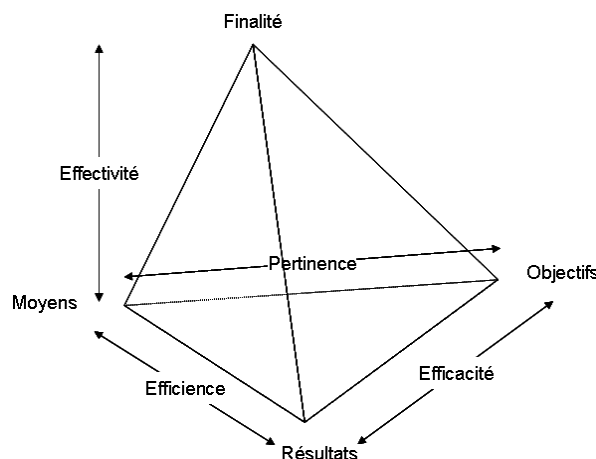 Finalité
Effectivité
Pertinence
Objectifs
Moyens
Efficacité
Efficience
Résultats